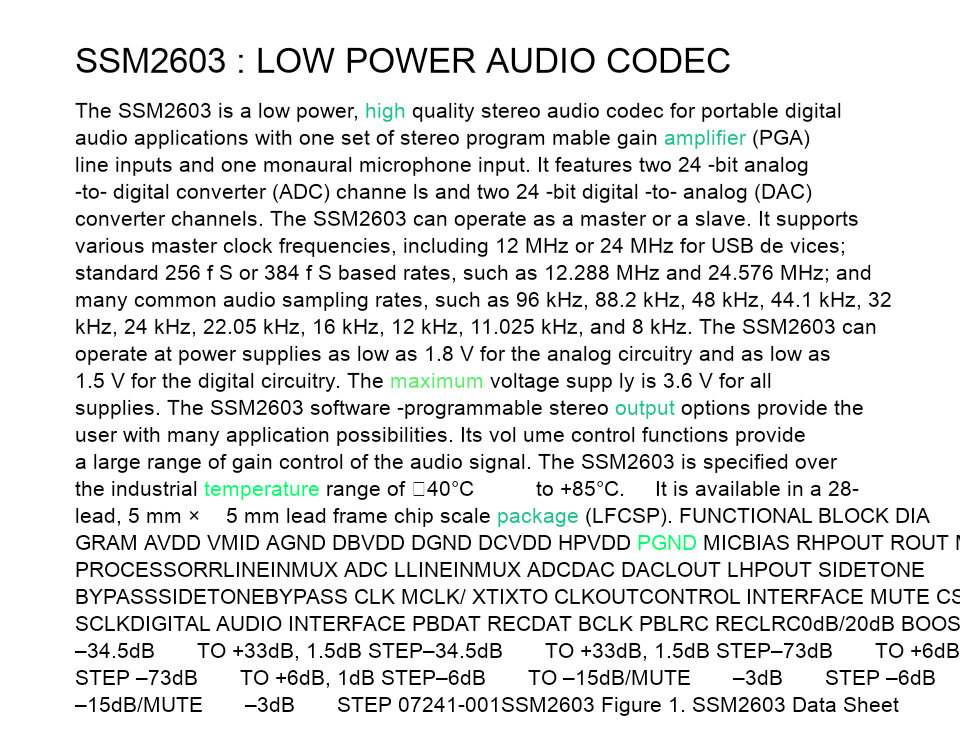 SSM2603 : LOW POWER AUDIO CODEC
The SSM2603 is a low power, high quality stereo audio codec for portable digital
audio applications with one set of stereo program mable gain amplifier (PGA)
line inputs and one monaural microphone input. It features two 24 -bit analog
-to- digital converter (ADC) channe ls and two 24 -bit digital -to- analog (DAC)
converter channels. The SSM2603 can operate as a master or a slave. It supports
various master clock frequencies, including 12 MHz or 24 MHz for USB de vices;
standard 256 f S or 384 f S based rates, such as 12.288 MHz and 24.576 MHz; and
many common audio sampling rates, such as 96 kHz, 88.2 kHz, 48 kHz, 44.1 kHz, 32
kHz, 24 kHz, 22.05 kHz, 16 kHz, 12 kHz, 11.025 kHz, and 8 kHz. The SSM2603 can
operate at power supplies as low as 1.8 V for the analog circuitry and as low as
1.5 V for the digital circuitry. The maximum voltage supp ly is 3.6 V for all
supplies. The SSM2603 software -programmable stereo output options provide the
user with many application possibilities. Its vol ume control functions provide
a large range of gain control of the audio signal. The SSM2603 is specified over
the industrial temperature range of □40°C to +85°C. It is available in a 28-
lead, 5 mm × 5 mm lead frame chip scale package (LFCSP). FUNCTIONAL BLOCK DIA
GRAM AVDD VMID AGND DBVDD DGND DCVDD HPVDD PGND MICBIAS RHPOUT ROUT
PROCESSORRLINEINMUX ADC LLINEINMUX ADCDAC DACLOUT LHPOUT SIDETONE
BYPASSSIDETONEBYPASS CLK MCLK/ XTIXTO CLKOUTCONTROL INTERFACE MUTE CS
SCLKDIGITAL AUDIO INTERFACE PBDAT RECDAT BCLK PBLRC RECLRC0dB/20dB BOOS
–34.5dB TO +33dB, 1.5dB STEP–34.5dB TO +33dB, 1.5dB STEP–73dB TO +6dB
STEP –73dB TO +6dB, 1dB STEP–6dB TO –15dB/MUTE –3dB STEP –6dB
–15dB/MUTE –3dB STEP 07241-001SSM2603 Figure 1. SSM2603 Data Sheet